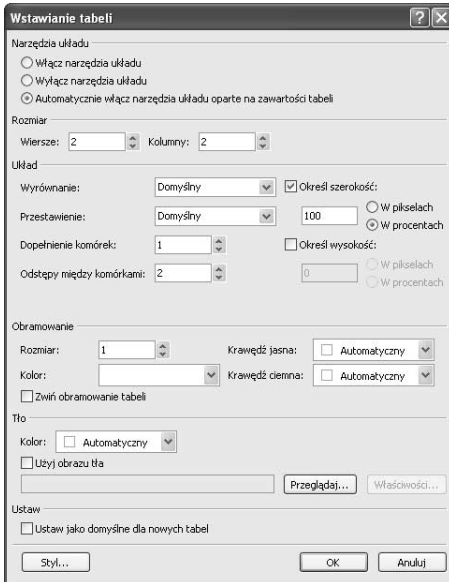 Wstawianie tabeli
Narzędzia układu
Włącz narzędzia układu
Wyłącz narzędzia układu
Automatycznie włącz narzędzia układu oparte na zawartości tabeli
Rozmiar
Wiersze: 2 Kolumny: 2
Układ
Wyrównanie: Domyślny Określ szerokość:
Przestawienie: Domyślny 100 W pikselach
W procentach
Dopełnienie komórek: 1 Określ wysokość:
Odstępy między komórkami: 2 0 W pikselach
W procentach
Obramowanie
Rozmiar: 1 Krawędź jasna: Automatyczny
Kolor: Krawędź ciemna: Automatyczny
Zwiń obramowanie tabeli
Tło
Kolor: Automatyczny
Użyj obrazu tła
Przeglądaj... Właściwości...
Ustaw
Ustaw jako domyślne dla nowych tabel
Styl... OK Anuluj